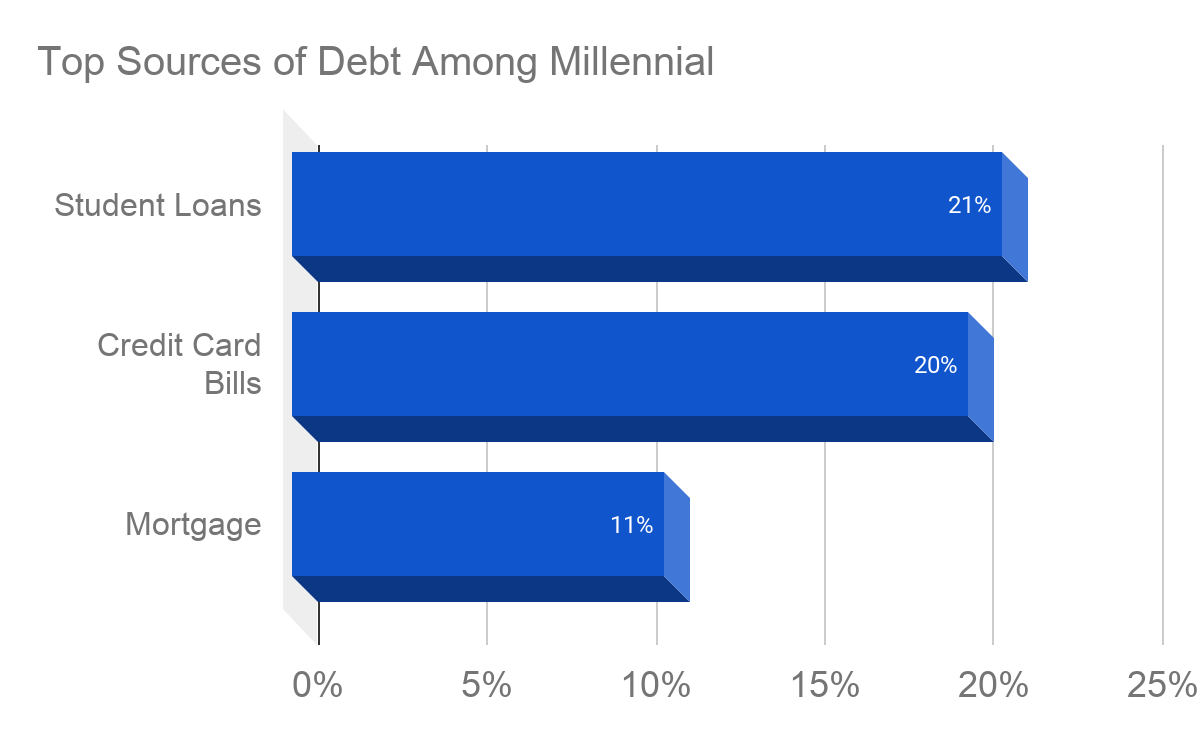 Top Sources of Debt Among Millennial
Student Loans
21%
Credit Card
Bills
20%
Mortgage
11%
0% 5% 10% 15% 20% 25%